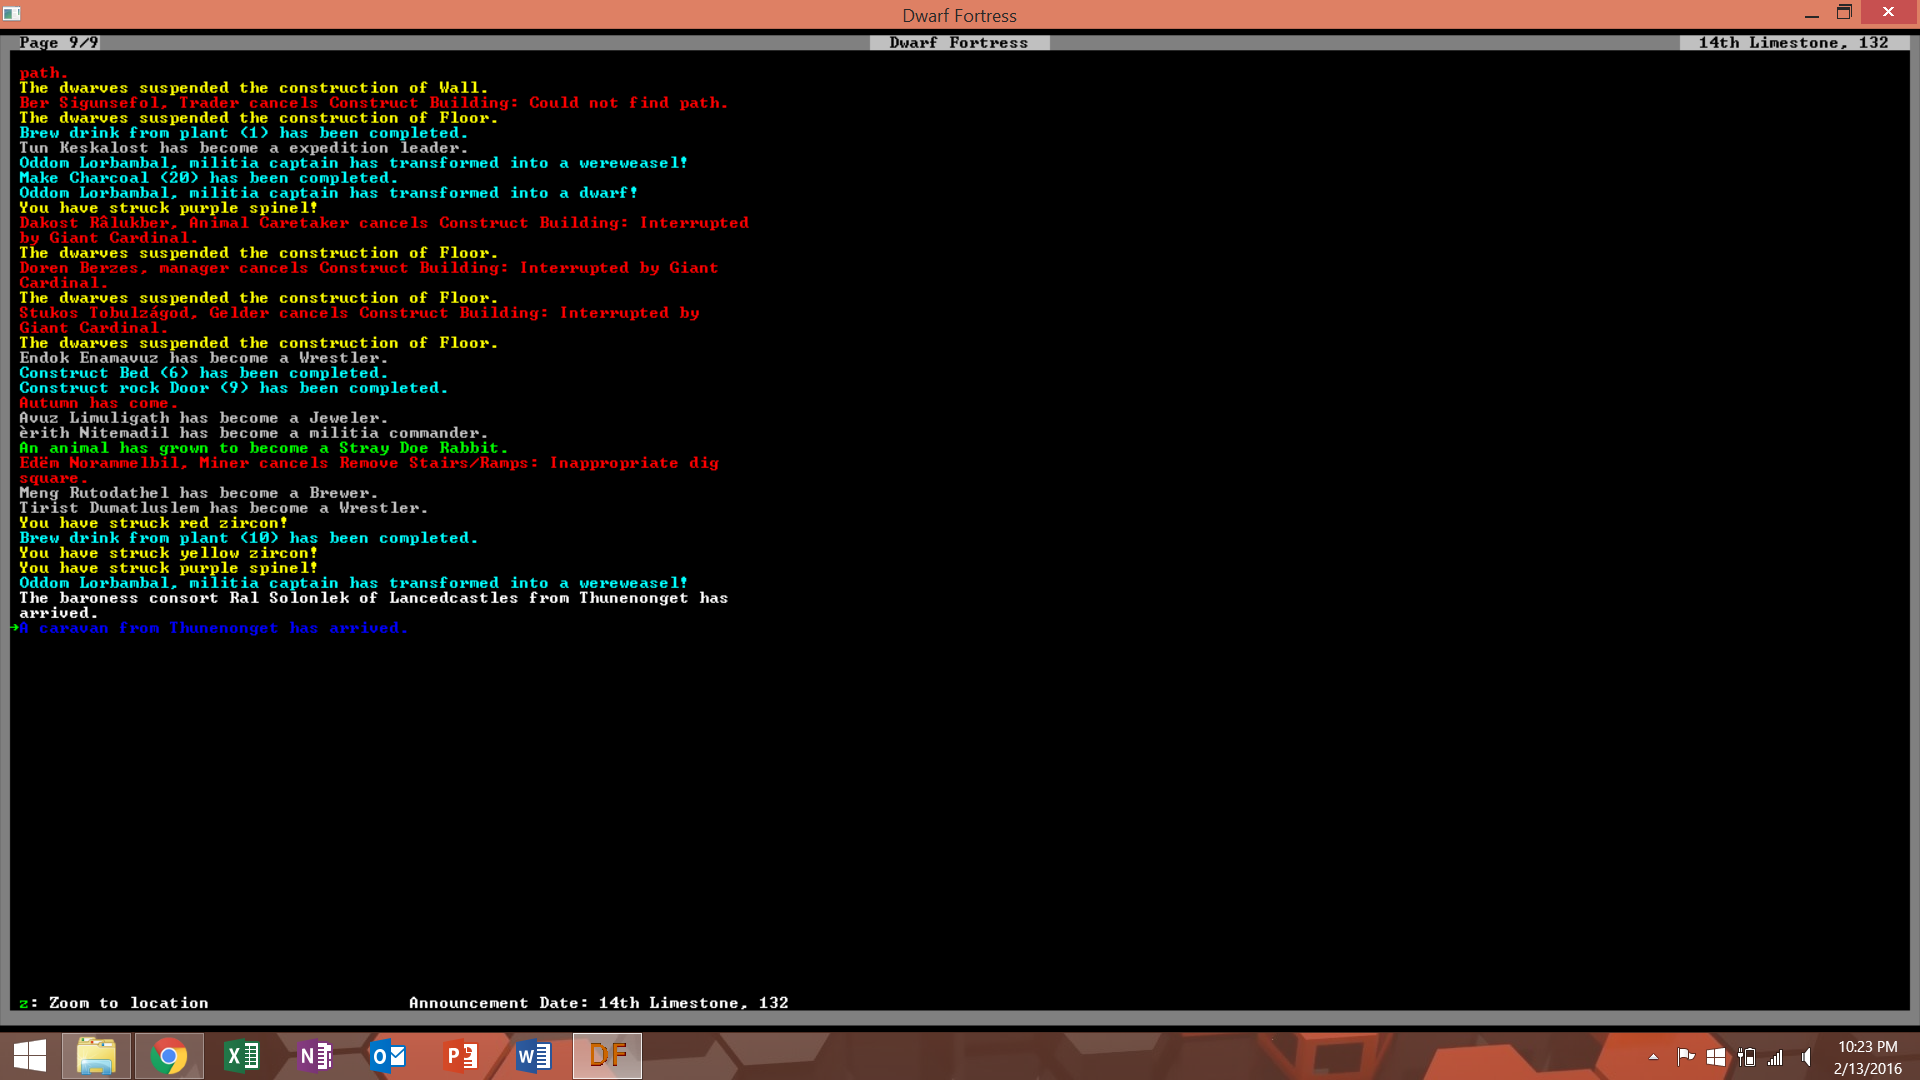 Dwarf Fortress
Page 9/9
Dwarf Fortress
14th Limestone, 132
path.
The dwarves suspended the construction of Wall.
Ber Sigunsefol, Trader cancels Construct Building: Could not find path.
The dwarves suspended the construction of Floor.
Brew drink from plant (1) has been completed.
Tun Keskalost has become a expedition leader.
Oddom Lorbambal, militia captain has transformed into a wereweasel!
Make Charcoal (20) has been completed.
Oddom Lorbambal, militia captain has transformed into a dwarf!
You have struck purple spinel!
Dakost Râlukber, Animal Caretaker cancels Construct Building: Interrupted
by Giant Cardinal.
The dwarves suspended the construction of Floor.
Doren Berzes, manager cancels Construct Building: Interrupted by Giant
Cardinal.
The dwarves suspended the construction of Floor.
Stukos Tobulzágod, Gelder cancels Construct Building: Interrupted by
Giant Cardinal.
The dwarves suspended the construction of Floor.
Endok Enamavuz has become a Wrestler.
Construct Bed (6) has been completed.
Construct rock Door (9) has been completed.
Autumn has come.
Avuz Limuligath has become a Jeweler.
èrith Nitemadil has become a militia commander.
An animal has grown to become a Stray Doe Rabbit.
Edëm Norammelbil, Miner cancels Remove Stairs/Ramps: Inappropriate dig
square.
Meng Rutodathel has become a Brewer.
Tirist Dumatluslem has become a Wrestler.
You have struck red zircon!
Brew drink from plant (10) has been completed.
You have struck yellow zircon!
You have struck purple spinel!
Oddom Lorbambal, militia captain has transformed into a wereweasel!
The baroness consort Ral Solonlek of Lancedcastles from Thunenonget has
arrived.
A caravan from Thunenonget has arrived.
z: Zoom to location
Announcement Date: 14th Limestone, 132
DF
10:23 PM
2/13/2016